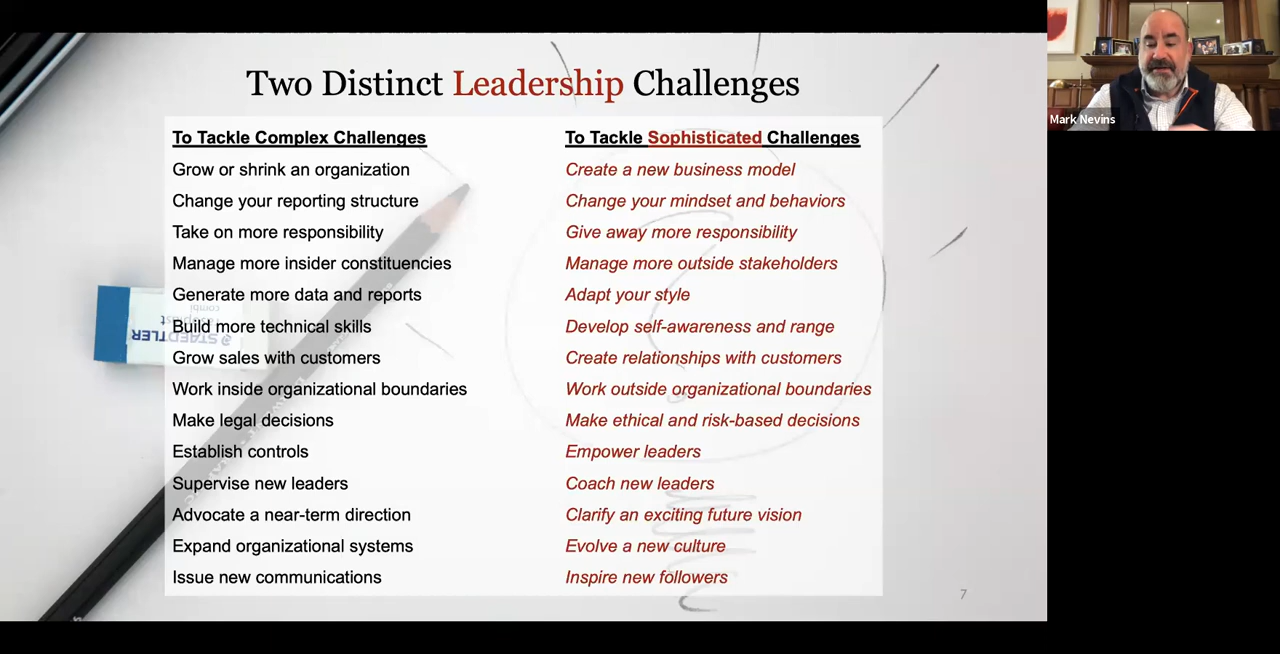 Two Distinct Leadership Challenges
To Tackle Complex Challenges
To Tackle Sophisticated Challenges
Grow or shrink an organization
Create a new business model
Change your reporting structure
Change your mindset and behaviors
Take on more responsibility
Give away more responsibility
Manage more insider constituencies
Manage more outside stakeholders
Generate more data and reports
Adapt your style
Build more technical skills
Develop self-awareness and range
Grow sales with customers
Create relationships with customers
Work inside organizational boundaries
Work outside organizational boundaries
Make legal decisions
Make ethical and risk-based decisions
Establish controls
Empower leaders
Supervise new leaders
Coach new leaders
Advocate a near-term direction
Clarify an exciting future vision
Expand organizational systems
Evolve a new culture
Issue new communications
Inspire new followers
7
Mark Nevins
STAEDTLER
combi